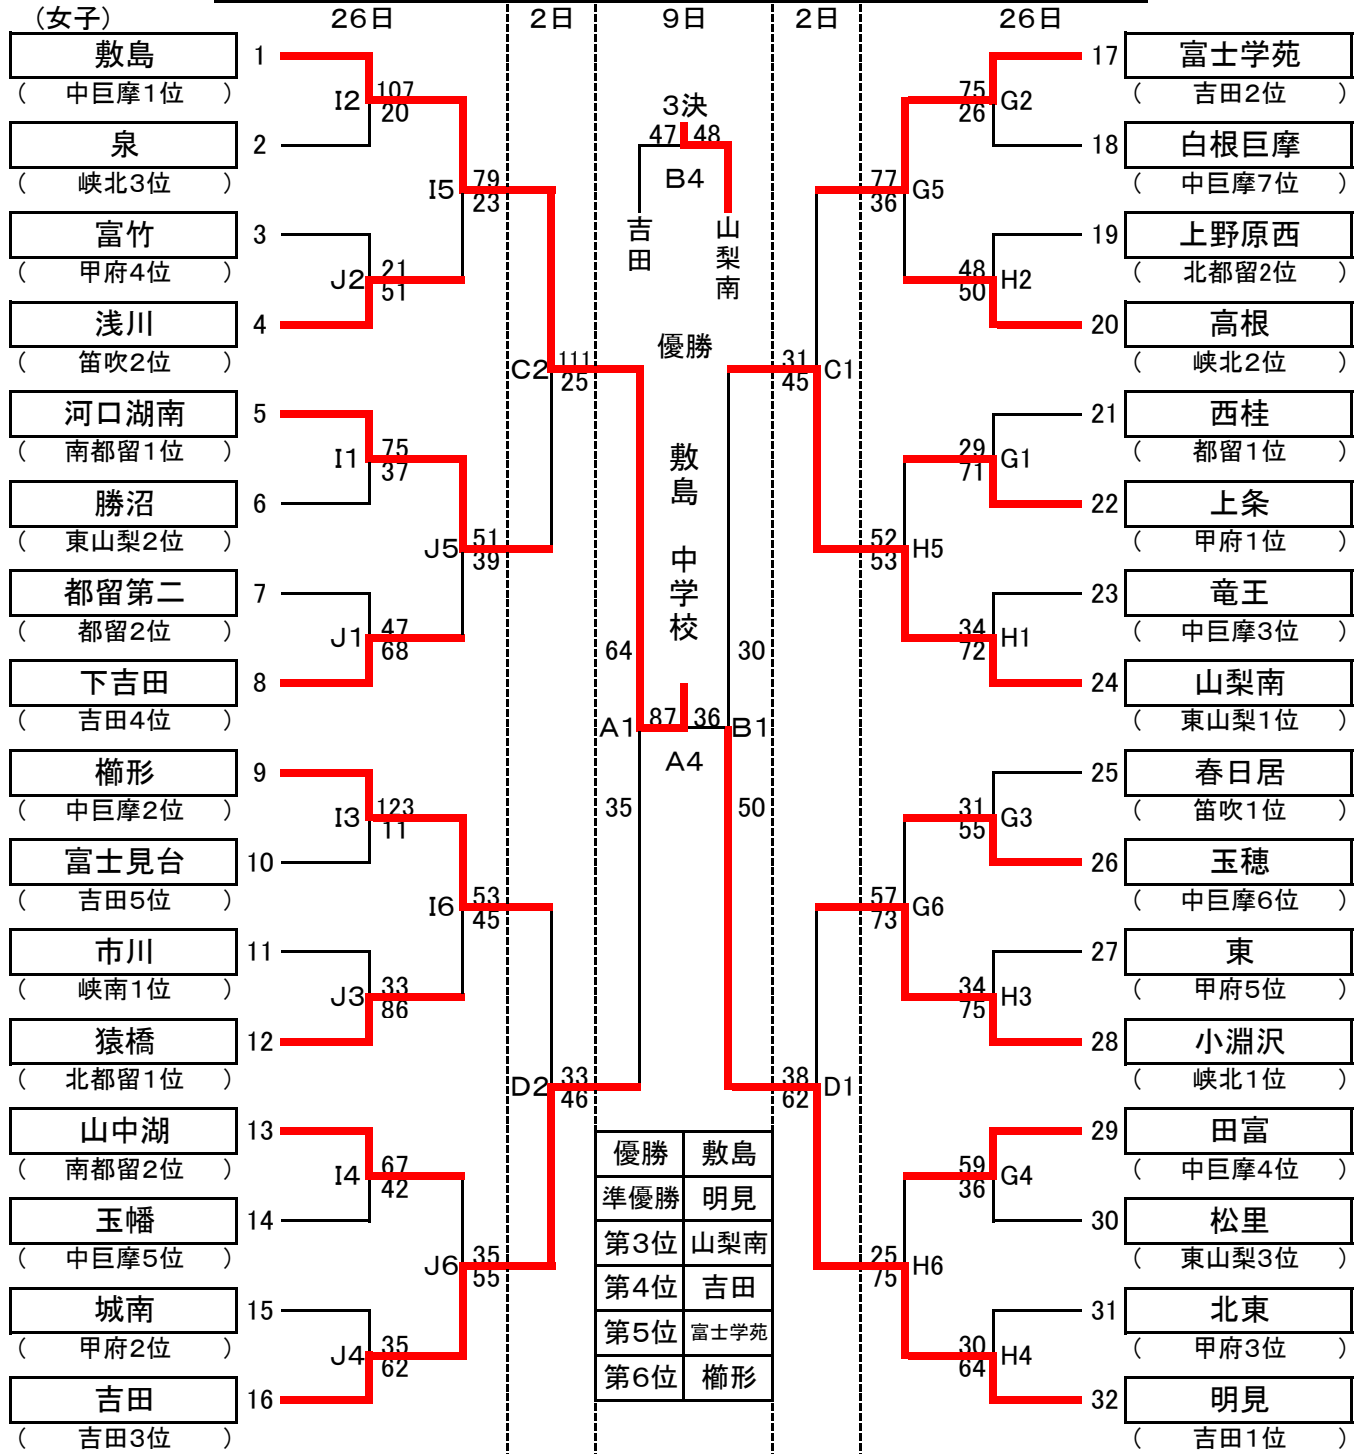 （女子） 26日 2日 9日 2日 26日
敷島 1
（ 中巨摩1位 ）
I2 107
20
泉 2
（ 峡北3位 ）
I5 79
23
富竹 3
（ 甲府4位 ）
J2 21
51
浅川 4
（ 笛吹2位 ）
C2 111
25
河口湖南 5
（ 南都留1位 ）
I1 75
37
勝沼 6
（ 東山梨2位 ）
J5 51
39
都留第二 7
（ 都留2位 ）
J1 47
68
下吉田 8
（ 吉田4位 ）
櫛形 9
（ 中巨摩2位 ）
I3 123
11
富士見台 10
（ 吉田5位 ）
I6 53
45
市川 11
（ 峡南1位 ）
J3 33
86
猿橋 12
（ 北都留1位 ）
D2 33
46
山中湖 13
（ 南都留2位 ）
I4 67
42
玉幡 14
（ 中巨摩5位 ）
J6 35
55
城南 15
（ 甲府2位 ）
J4 35
62
吉田 16
（ 吉田3位 ）
3決
47 48
B4
吉田
山梨南
優勝
敷島 中学校
64 30
A1 87 36 B1
A4
35 50
優勝 敷島
準優勝 明見
第3位 山梨南
第4位 吉田
第5位 富士学苑
第6位 櫛形
17 富士学苑
（ 吉田2位 ）
75 G2
26
18 白根巨摩
（ 中巨摩7位 ）
77 G5
36
19 上野原西
（ 北都留2位 ）
48 H2
50
20 高根
（ 峡北2位 ）
31 C1
45
21 西桂
（ 都留1位 ）
29 G1
71
22 上条
（ 甲府1位 ）
52 H5
53
23 竜王
（ 中巨摩3位 ）
34 H1
72
24 山梨南
（ 東山梨1位 ）
25 春日居
（ 笛吹1位 ）
31 G3
55
26 玉穂
（ 中巨摩6位 ）
57 G6
73
27 東
（ 甲府5位 ）
34 H3
75
28 小淵沢
（ 峡北1位 ）
38 D1
62
29 田富
（ 中巨摩4位 ）
59 G4
36
30 松里
（ 東山梨3位 ）
25 H6
75
31 北東
（ 甲府3位 ）
30 H4
64
32 明見
（ 吉田1位 ）